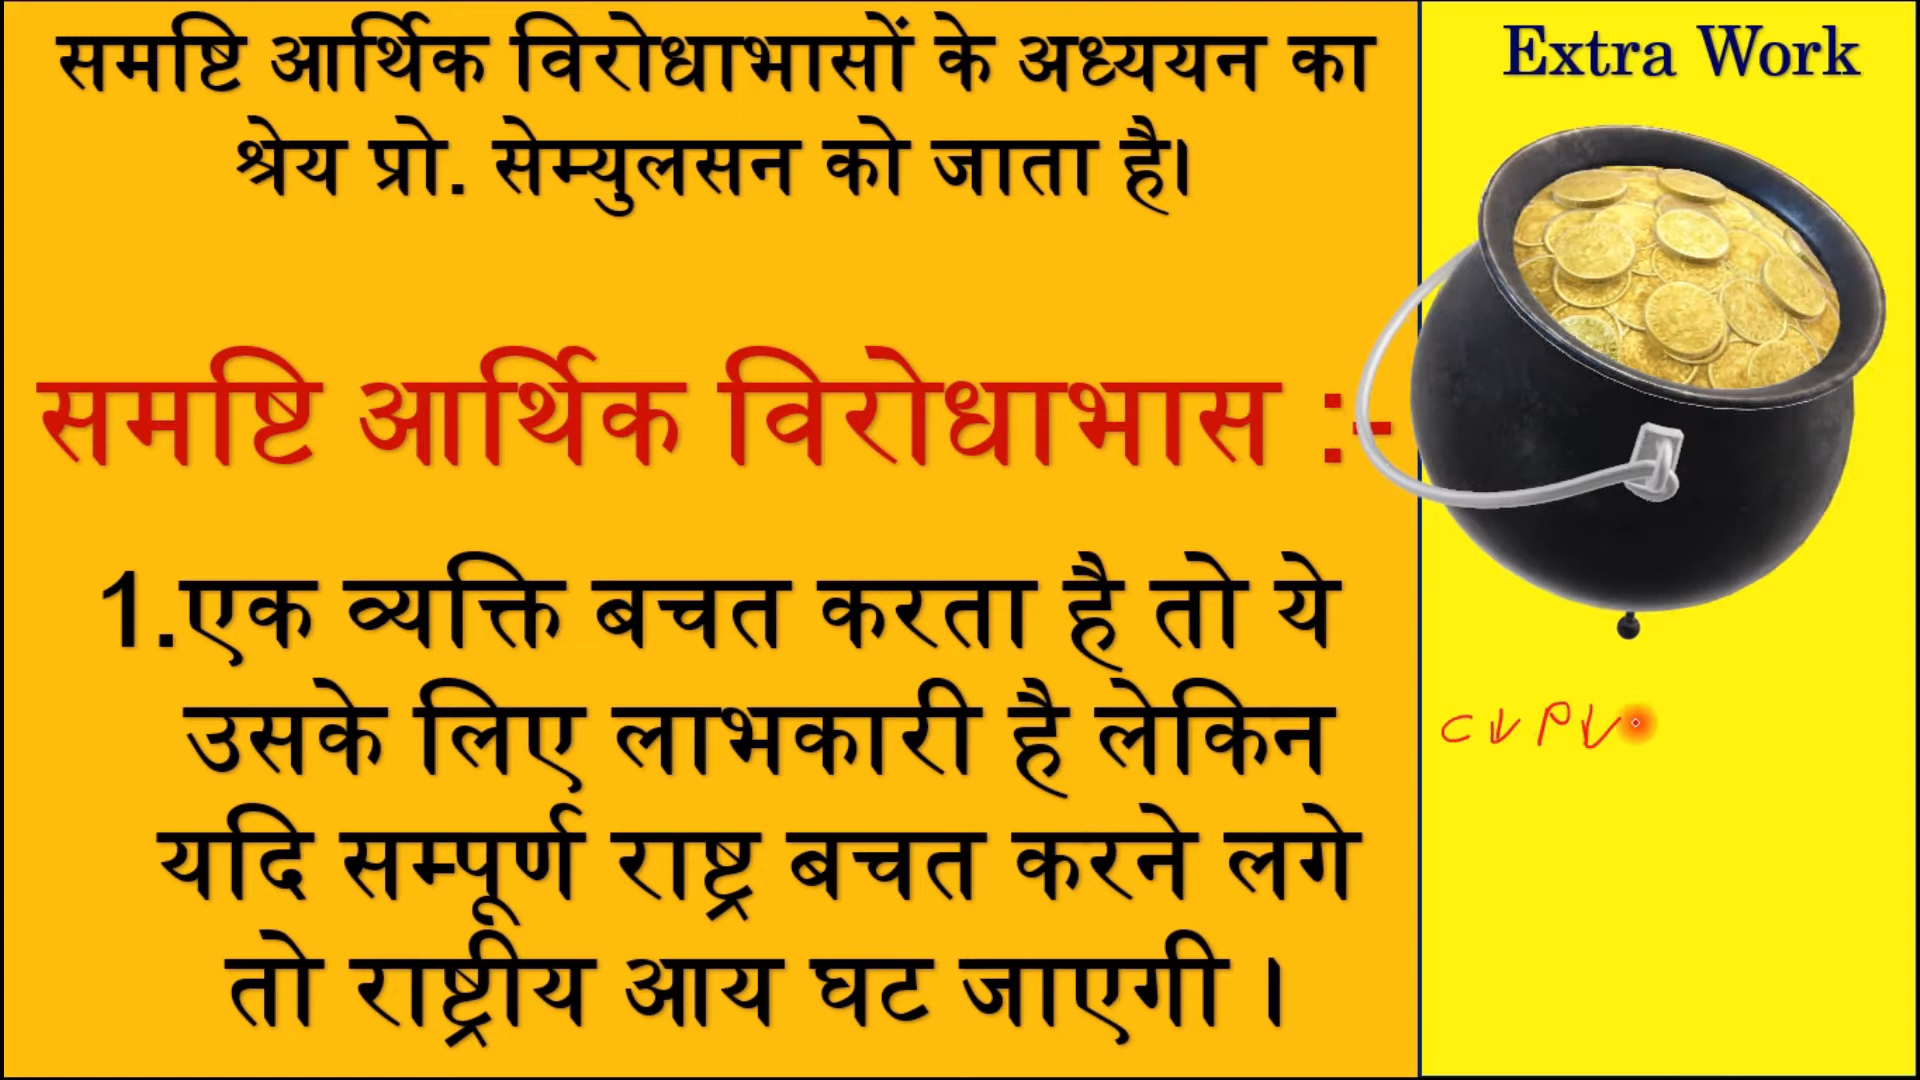 समष्टि आर्थिक विरोधाभासों के अध्ययन का
श्रेय प्रो. सेम्युलसन को जाता है।
समष्टि आर्थिक विरोधाभास :-
1.एक व्यक्ति बचत करता है तो ये
उसके लिए लाभकारी है लेकिन
यदि सम्पूर्ण राष्ट्र बचत करने लगे
तो राष्ट्रीय आय घट जाएगी ।
Extra Work
C↓ P↓